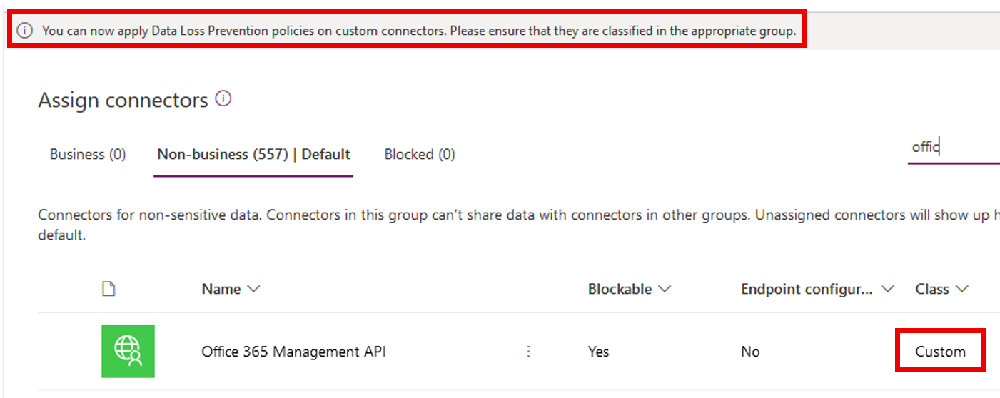 You can now apply Data Loss Prevention policies on custom connectors. Please ensure that they are classified in the appropriate group.
Assign connectors
Business (0) Non-business (557) | Default Blocked (0) offic
Connectors for non-sensitive data. Connectors in this group can't share data with connectors in other groups. Unassigned connectors will show up
default.
Name Blockable Endpoint configur... Class
Office 365 Management API Yes No Custom